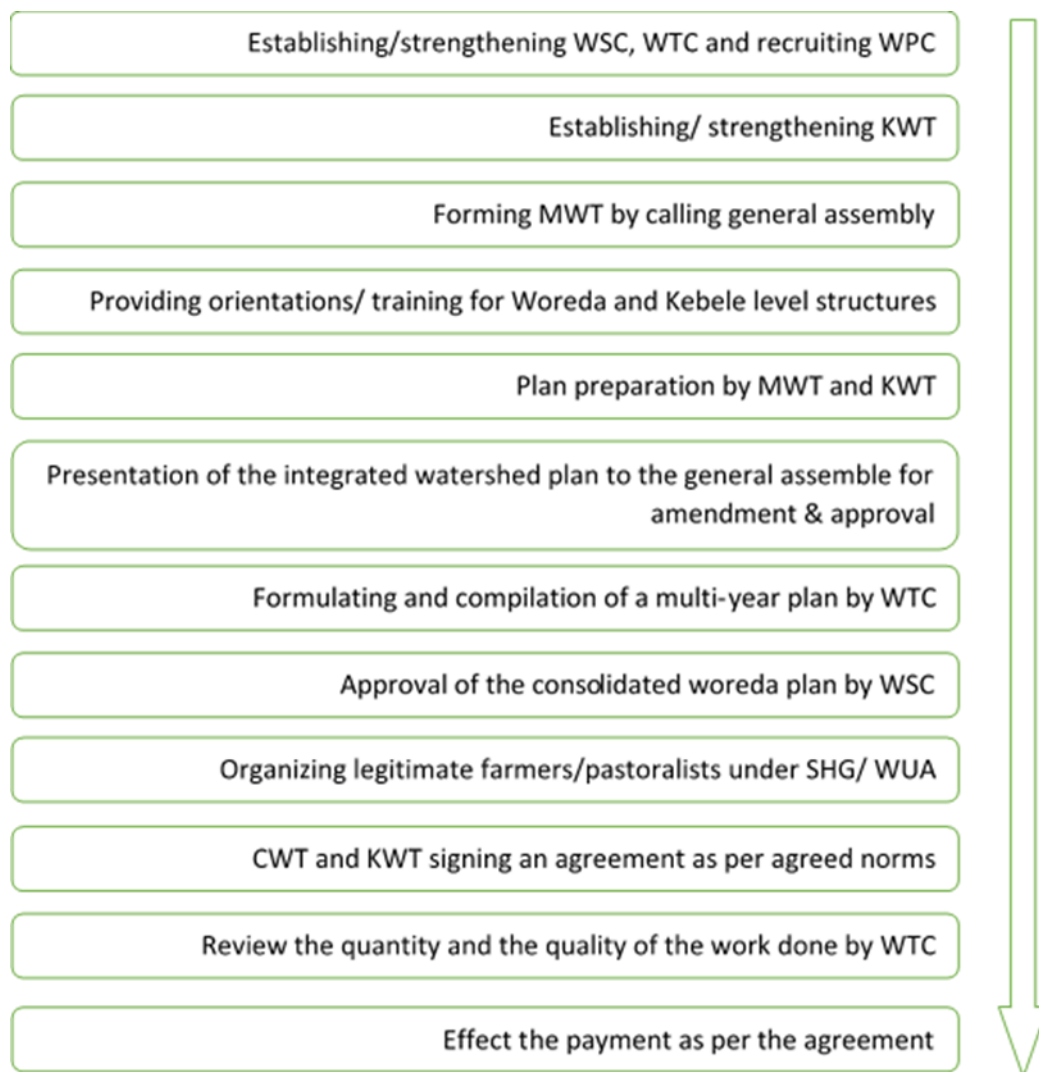 Establishing/strengthening WSC, WTC and recruiting WPC
Establishing/ strengthening KWT
Forming MWT by calling general assembly
Providing orientations/ training for Woreda and Kebele level structures
Plan preparation by MWT and KWT
Presentation of the integrated watershed plan to the general assemble for
amendment & approval
Formulating and compilation of a multi-year plan by WTC
Approval of the consolidated woreda plan by WSC
Organizing legitimate farmers/pastoralists under SHG/ WUA
CWT and KWT signing an agreement as per agreed norms
Review the quantity and the quality of the work done by WTC
Effect the payment as per the agreement